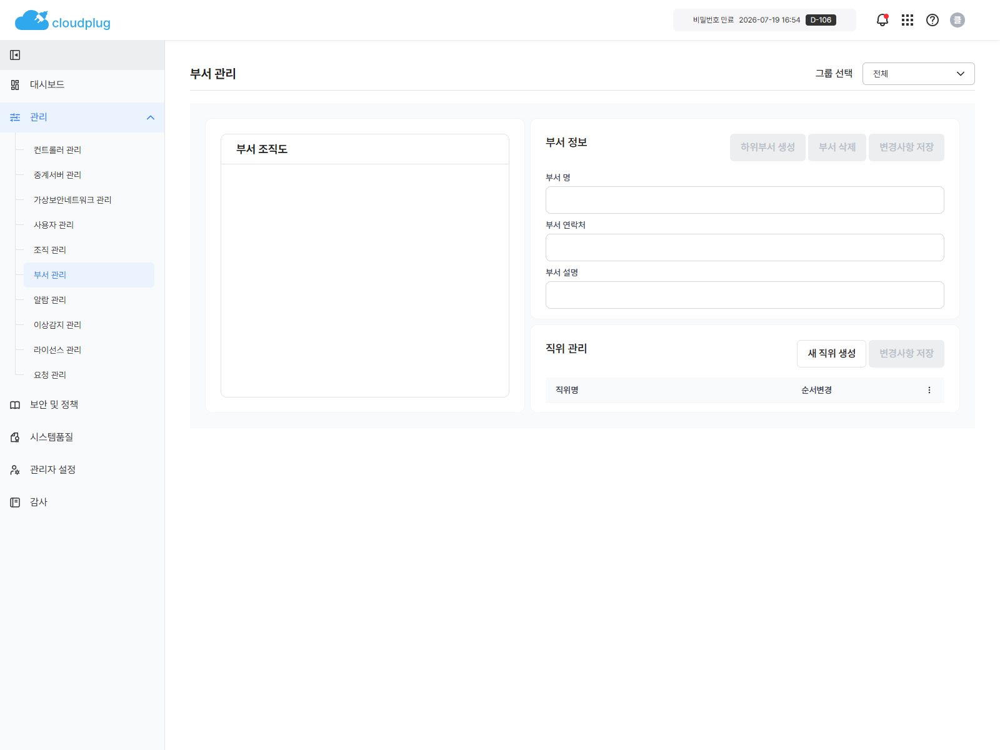 cloudplug
비밀번호 만료 2026-07-19 16:54 D-106
클
대시보드
관리
컨트롤러 관리
중계서버 관리
가상보안네트워크 관리
사용자 관리
조직 관리
부서 관리
알람 관리
이상감지 관리
라이선스 관리
요청 관리
보안 및 정책
시스템품질
관리자 설정
감사
부서 관리
그룹 선택 전체
부서 조직도
부서 정보
하위부서 생성 부서 삭제 변경사항 저장
부서 명
부서 연락처
부서 설명
직위 관리
새 직위 생성 변경사항 저장
직위명 순서변경